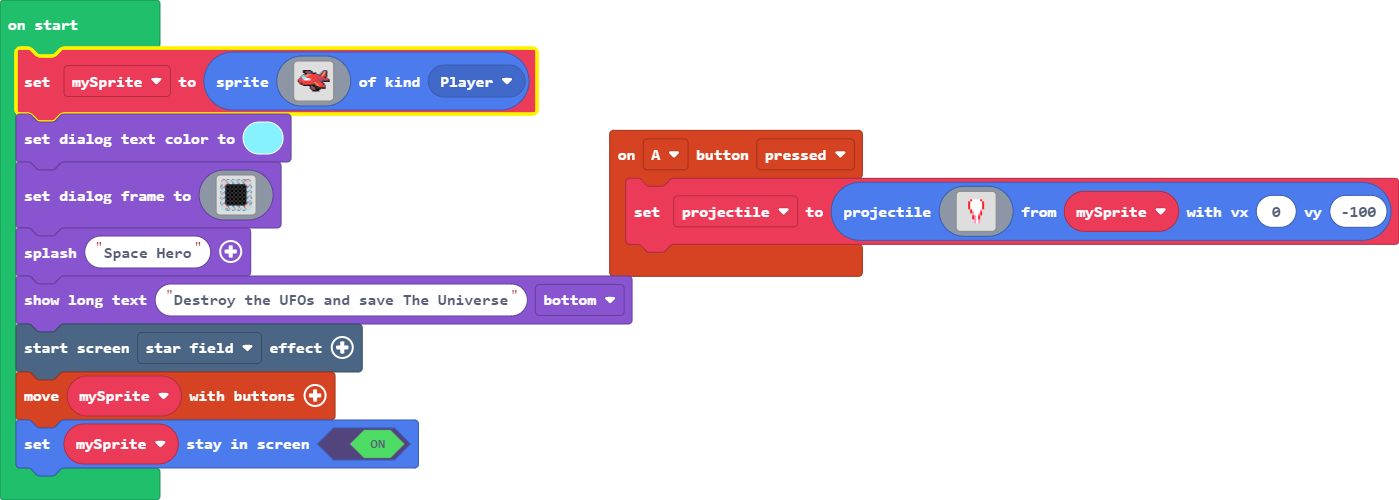 on start
set mySprite to sprite of kind Player
set dialog text color to
set dialog frame to
splash "Space Hero"
show long text "Destroy the UFOs and save The Universe" bottom
start screen star field effect
move mySprite with buttons
set mySprite stay in screen ON
on A button pressed
set projectile to projectile from mySprite with vx 0 vy -100